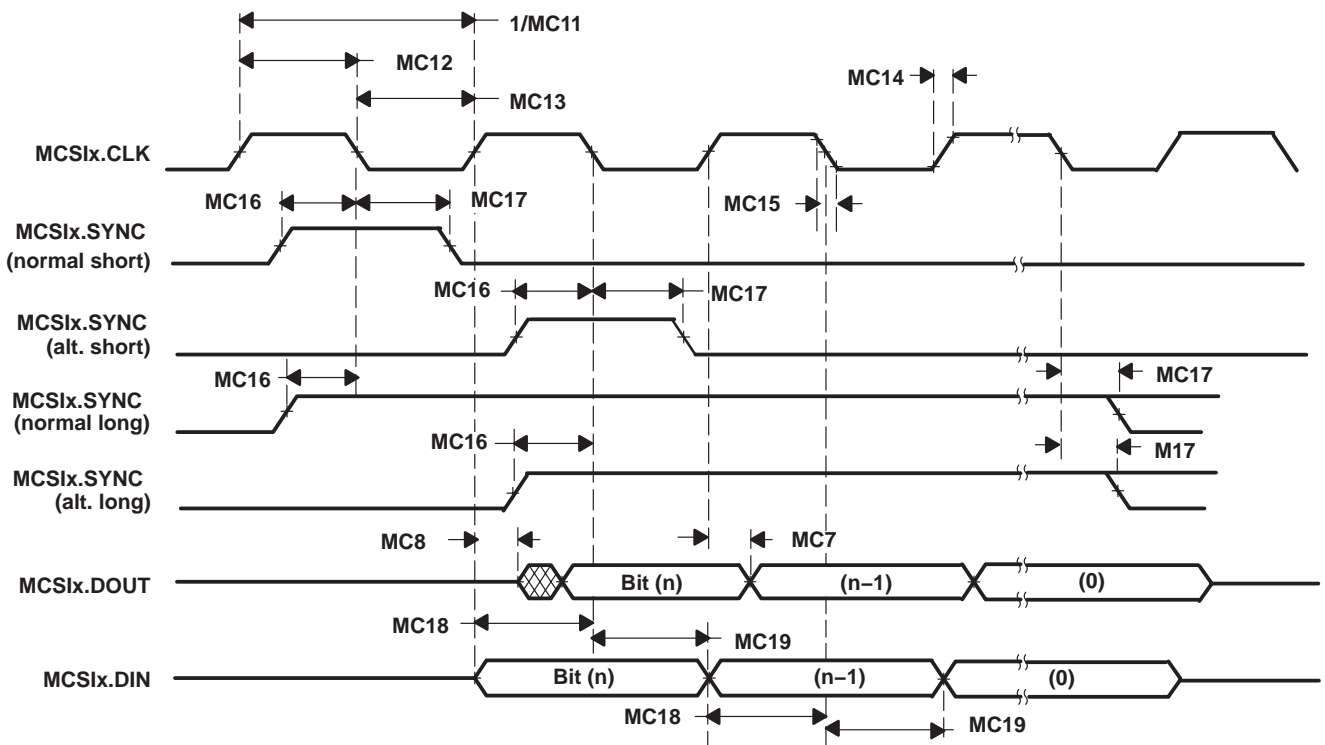 1/MC11
MC12
MC14
MC13
MCSIx.CLK
MC16
MC17
MC15
MCSIx.SYNC
(normal short)
MC16
MC17
MCSIx.SYNC
(alt. short)
MC16
MC17
MCSIx.SYNC
(normal long)
MC16
M17
MCSIx.SYNC
(alt. long)
MC8
MC7
MCSIx.DOUT
Bit (n)
(n–1)
(0)
MC18
MC19
MCSIx.DIN
Bit (n)
(n–1)
(0)
MC18
MC19